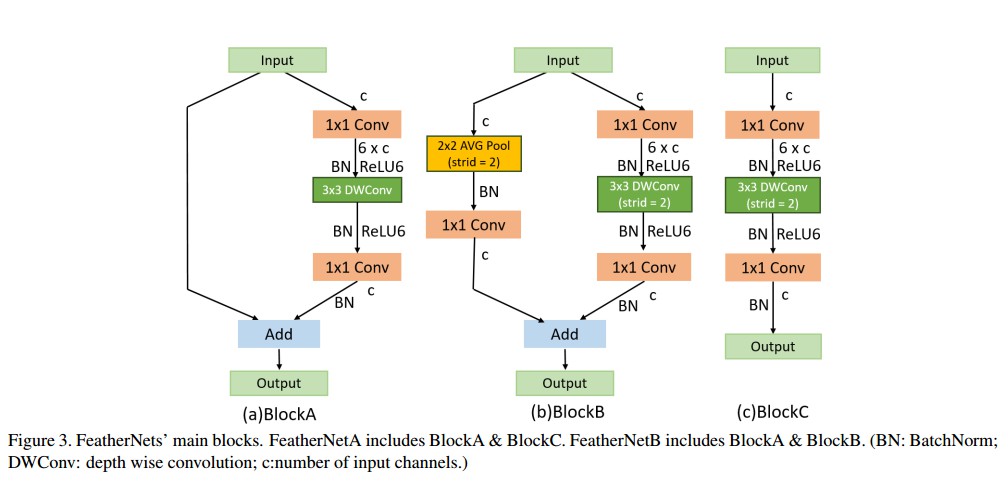 Input
c
1x1 Conv
6 x c
BN ReLU6
3x3 DWConv
BN ReLU6
1x1 Conv
c
BN
Add
Output
(a)BlockA
Input
c
c
2x2 AVG Pool
(strid = 2)
BN
1x1 Conv
c
1x1 Conv
6 x c
BN ReLU6
3x3 DWConv
(strid = 2)
BN ReLU6
1x1 Conv
c
BN
Add
Output
(b)BlockB
Input
c
1x1 Conv
6 x c
BN ReLU6
3x3 DWConv
(strid = 2)
BN ReLU6
1x1 Conv
c
BN
Output
(c)BlockC
Figure 3. FeatherNets’ main blocks. FeatherNetA includes BlockA & BlockC. FeatherNetB includes BlockA & BlockB. (BN: BatchNorm;
DWConv: depth wise convolution; c:number of input channels.)